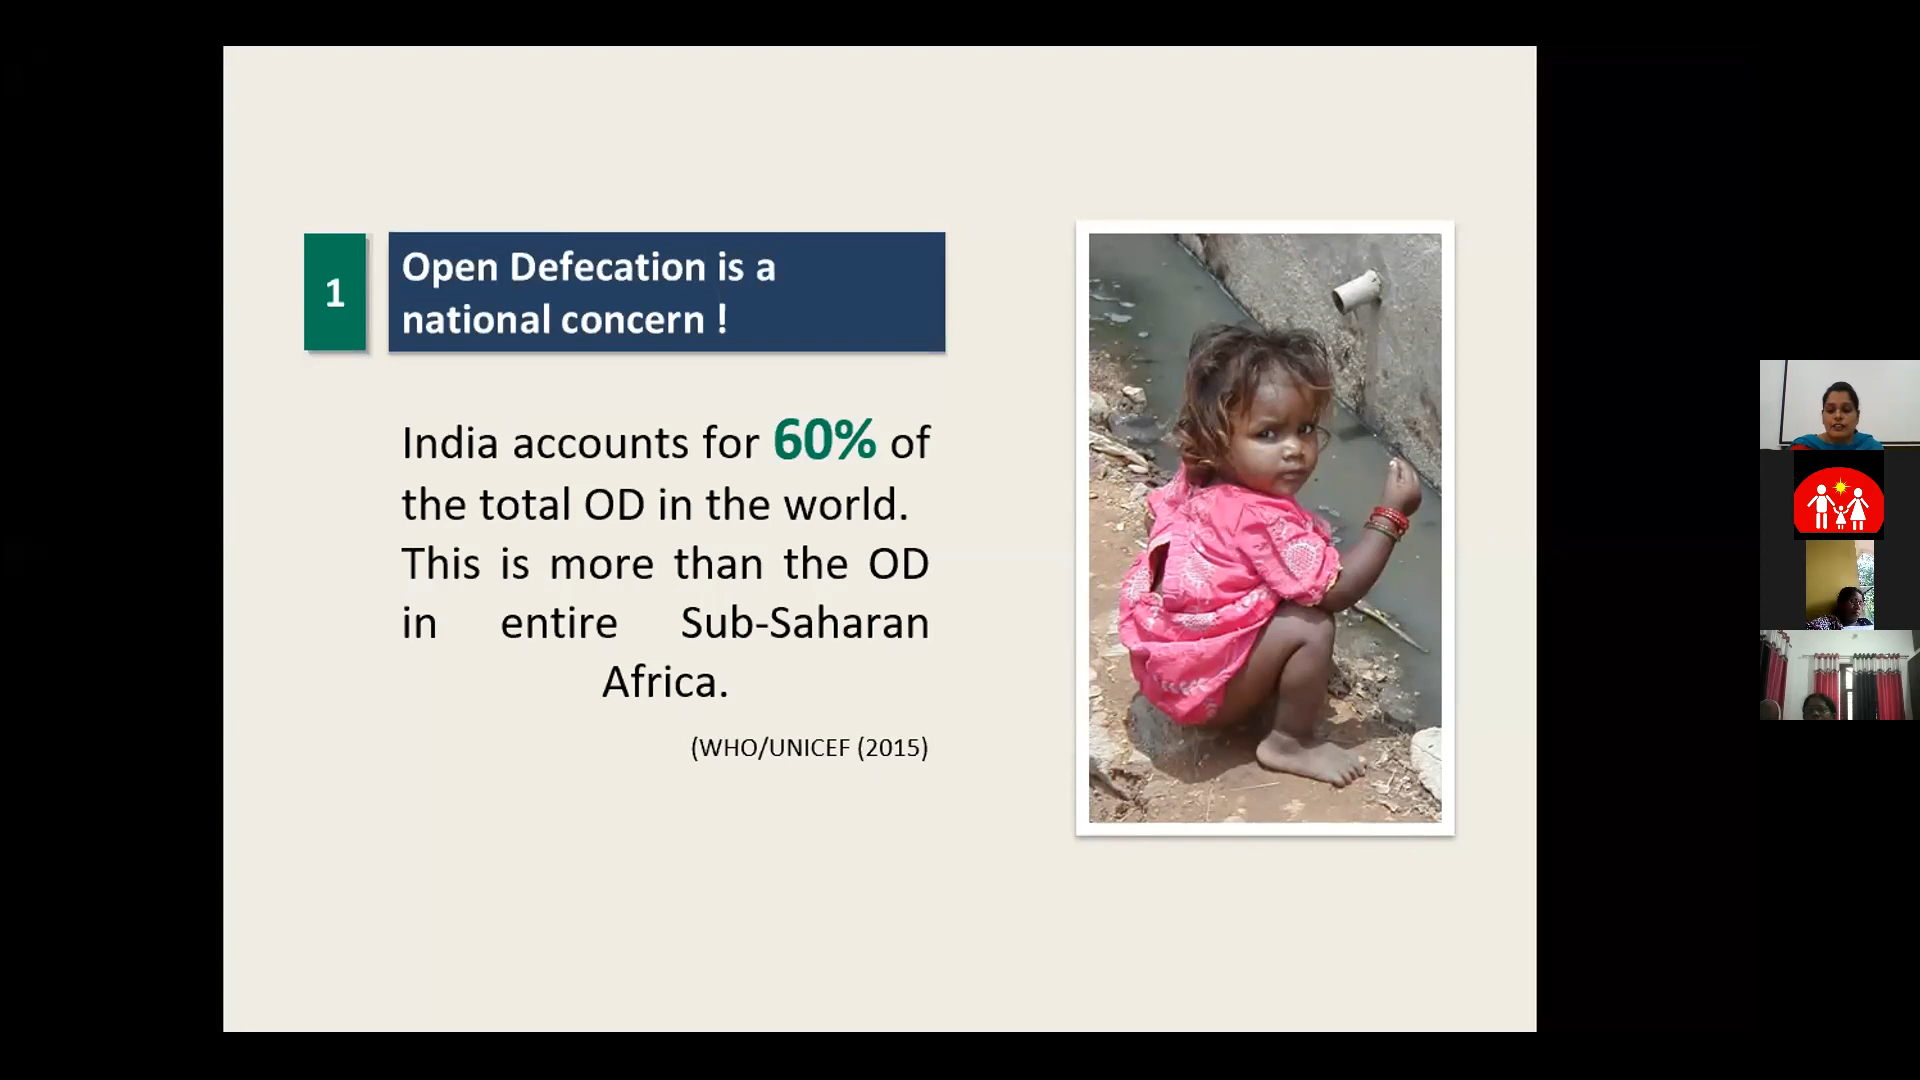 1
Open Defecation is a
national concern !
India accounts for 60% of
the total OD in the world.
This is more than the OD
in entire Sub-Saharan
Africa.
(WHO/UNICEF (2015)